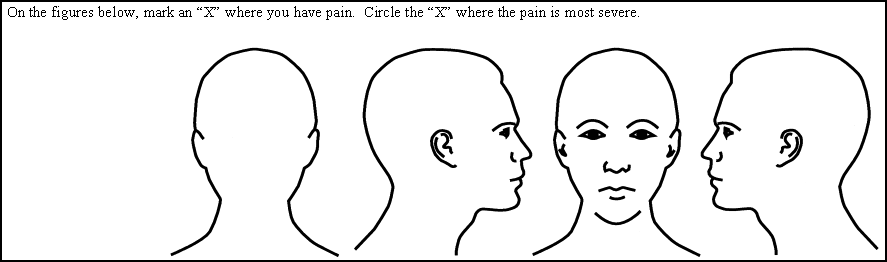 On the figures below, mark an “X” where you have pain.  Circle the “X” where the pain is most severe.